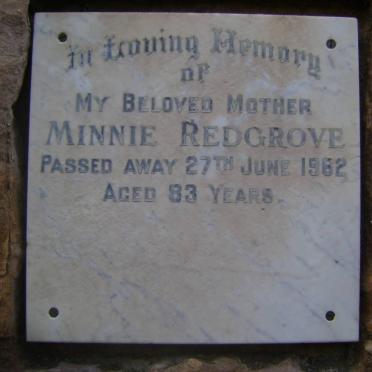 In Loving Memory
of
My Beloved Mother
Minnie Redgrove
Passed away 27th June 1962
Aged 83 Years.